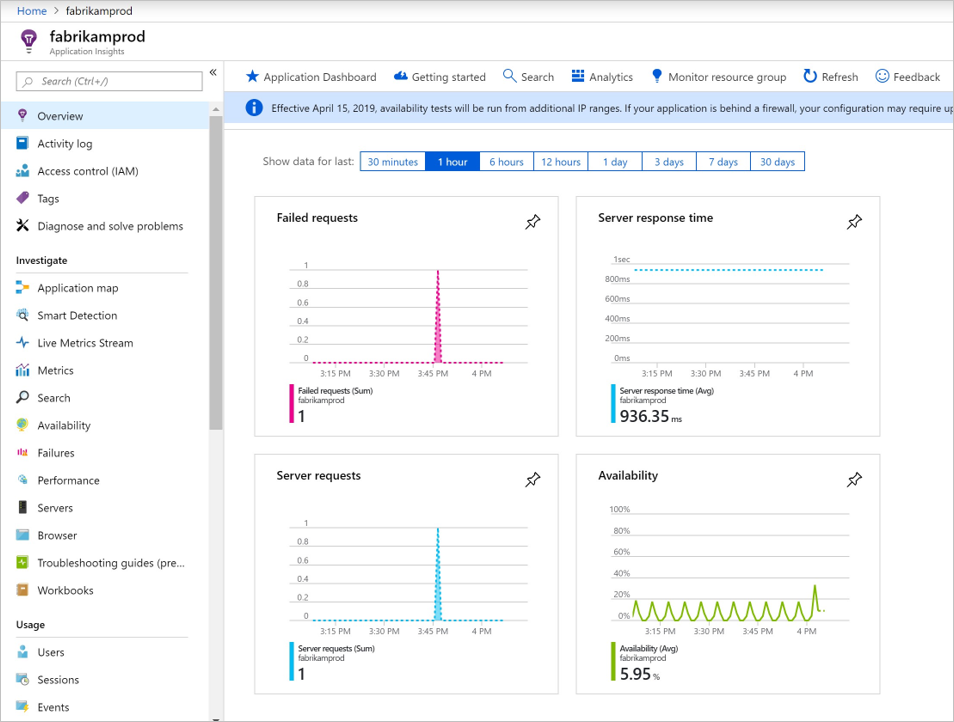 Home > fabrikamprod
fabrikamprod
Application Insights
Search (Ctrl+/)
«
Overview
Activity log
Access control (IAM)
Tags
Diagnose and solve problems
Investigate
Application map
Smart Detection
Live Metrics Stream
Metrics
Search
Availability
Failures
Performance
Servers
Browser
Troubleshooting guides (pre...
Workbooks
Usage
Users
Sessions
Events
Application Dashboard Getting started Search Analytics Monitor resource group Refresh Feedback
Effective April 15, 2019, availability tests will be run from additional IP ranges. If your application is behind a firewall, your configuration may require up
Show data for last: 30 minutes 1 hour 6 hours 12 hours 1 day 3 days 7 days 30 days
Failed requests
1
0.8
0.6
0.4
0.2
0
3:15 PM 3:30 PM 3:45 PM 4 PM
Failed requests (Sum)
fabrikamprod
1
Server response time
1sec
800ms
600ms
400ms
200ms
0ms
3:15 PM 3:30 PM 3:45 PM 4 PM
Server response time (Avg)
fabrikamprod
936.35 ms
Server requests
1
0.8
0.6
0.4
0.2
0
3:15 PM 3:30 PM 3:45 PM 4 PM
Server requests (Sum)
fabrikamprod
1
Availability
100%
80%
60%
40%
20%
0%
3:15 PM 3:30 PM 3:45 PM 4 PM
Availability (Avg)
fabrikamprod
5.95 %